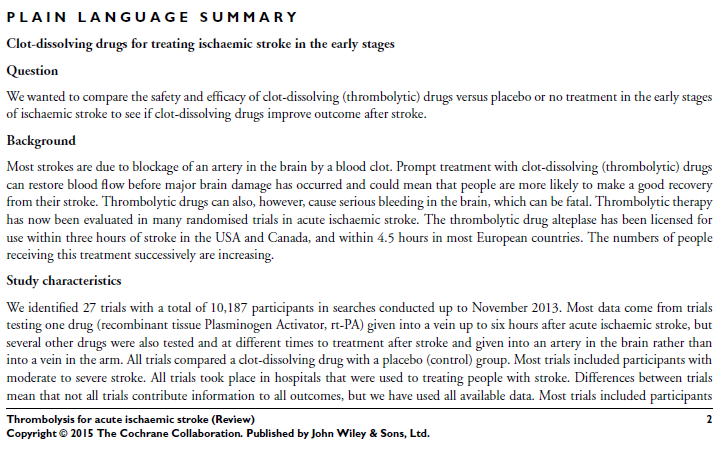 PLAIN LANGUAGE SUMMARY
Clot-dissolving drugs for treating ischaemic stroke in the early stages
Question
We wanted to compare the safety and efficacy of clot-dissolving (thrombolytic) drugs versus placebo or no treatment in the early stages
of ischaemic stroke to see if clot-dissolving drugs improve outcome after stroke.
Background
Most strokes are due to blockage of an artery in the brain by a blood clot. Prompt treatment with clot-dissolving (thrombolytic) drugs
can restore blood flow before major brain damage has occurred and could mean that people are more likely to make a good recovery
from their stroke. Thrombolytic drugs can also, however, cause serious bleeding in the brain, which can be fatal. Thrombolytic therapy
has now been evaluated in many randomised trials in acute ischaemic stroke. The thrombolytic drug alteplase has been licensed for
use within three hours of stroke in the USA and Canada, and within 4.5 hours in most European countries. The numbers of people
receiving this treatment successively are increasing.
Study characteristics
We identified 27 trials with a total of 10,187 participants in searches conducted up to November 2013. Most data come from trials
testing one drug (recombinant tissue Plasminogen Activator, rt-PA) given into a vein up to six hours after acute ischaemic stroke, but
several other drugs were also tested and at different times to treatment after stroke and given into an artery in the brain rather than
into a vein in the arm. All trials compared a clot-dissolving drug with a placebo (control) group. Most trials included participants with
moderate to severe stroke. All trials took place in hospitals that were used to treating people with stroke. Differences between trials
mean that not all trials contribute information to all outcomes, but we have used all available data. Most trials included participants
Thrombolysis for acute ischaemic stroke (Review) 2
Copyright © 2015 The Cochrane Collaboration. Published by John Wiley & Sons, Ltd.